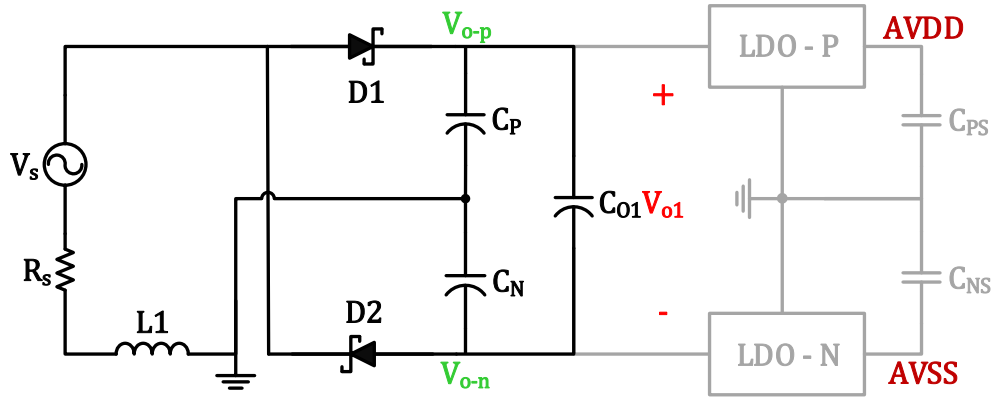 Vo-p
AVDD
LDO - P
D1
+
CP
CPS
Vs
CO1 Vo1
Rs
CN
CNS
L1
D2
-
LDO - N
Vo-n
AVSS